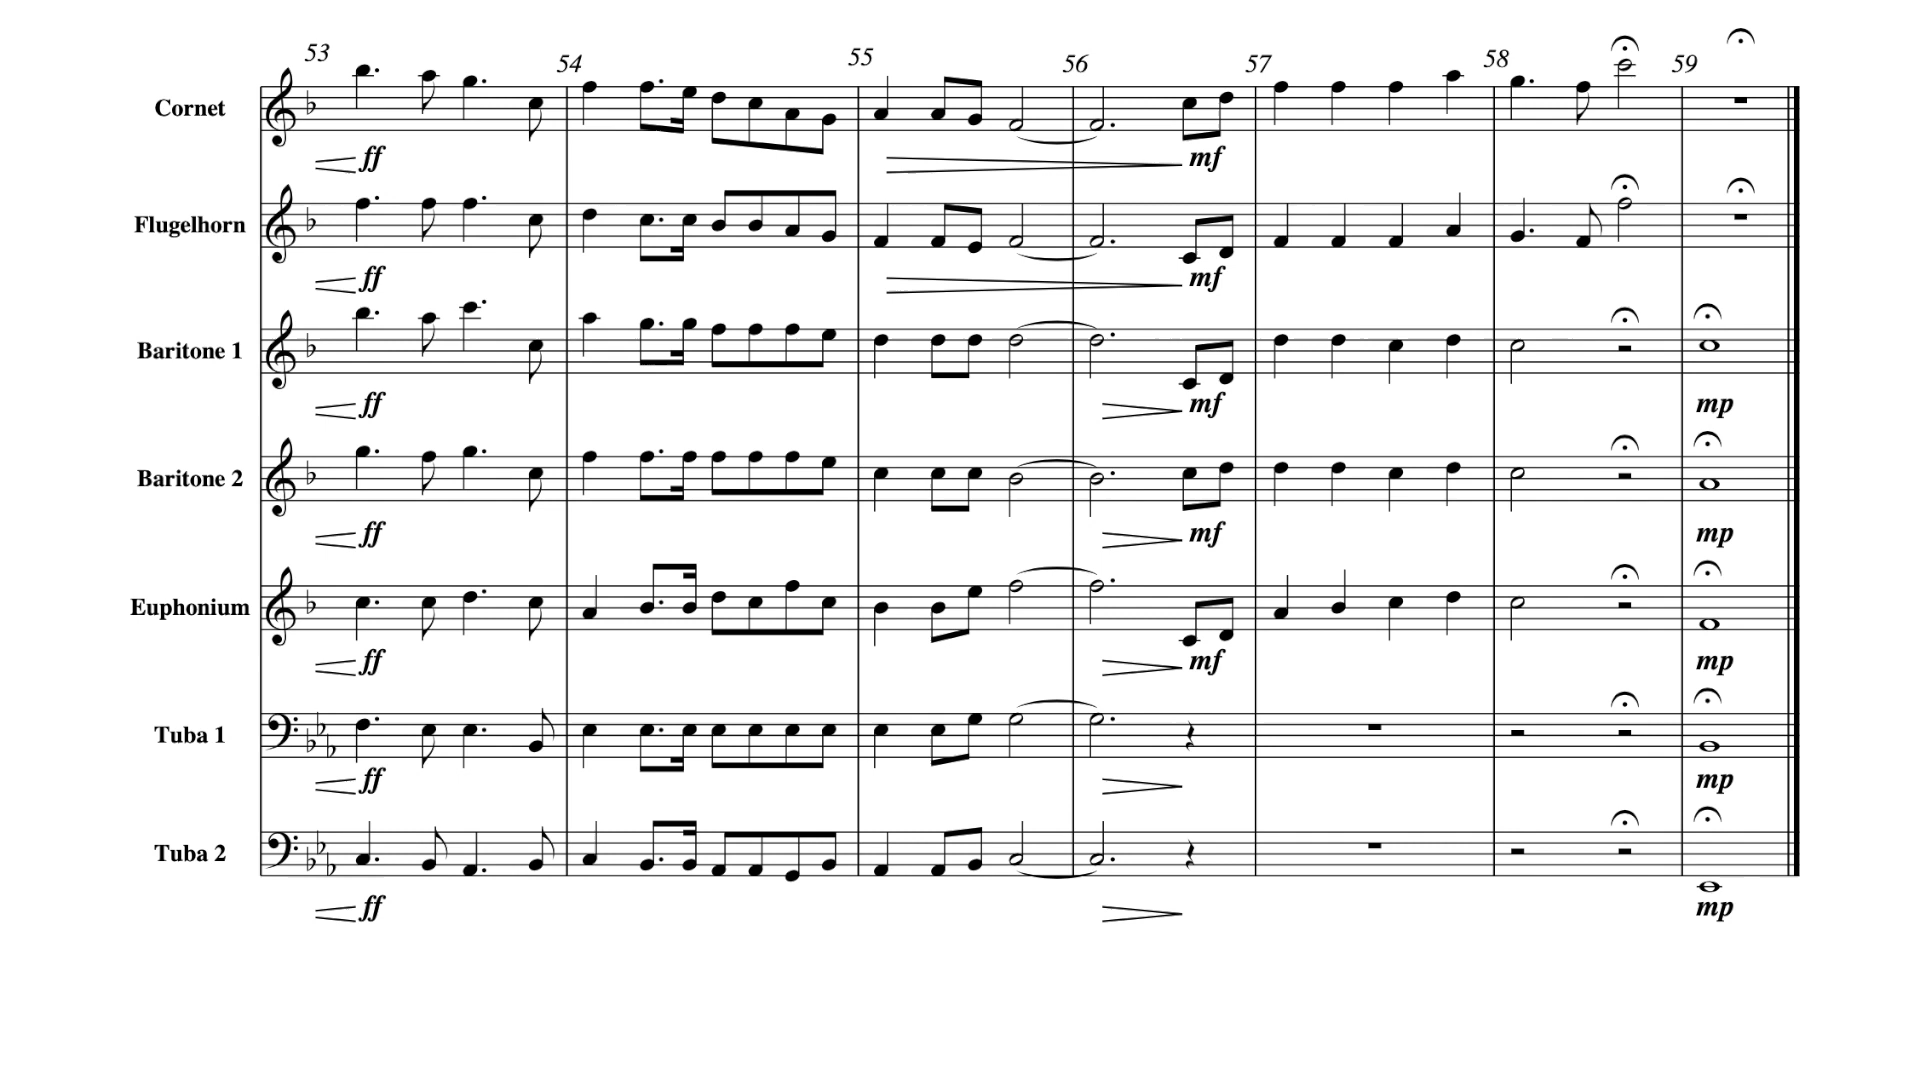 53 54 55 56 57 58 59
Cornet
ff mf
Flugelhorn
ff mf
Baritone 1
ff mf mp
Baritone 2
ff mf mp
Euphonium
ff mf mp
Tuba 1
ff mp
Tuba 2
ff mp